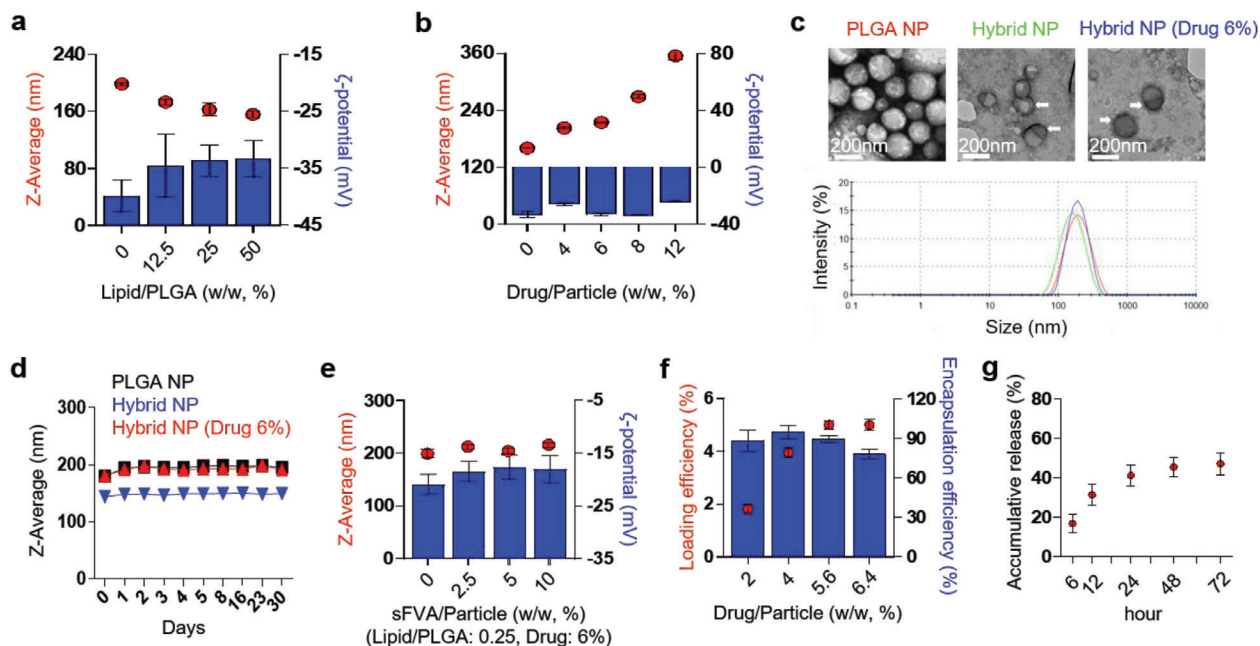 a
Z-Average (nm)
240
160
80
0
-15
-25
-35
-45
ζ-potential (mV)
0
12.5
25
50
Lipid/PLGA (w/w, %)
b
Z-Average (nm)
360
240
120
0
80
40
0
-40
ζ-potential (mV)
0
4
6
8
12
Drug/Particle (w/w, %)
c
PLGA NP
Hybrid NP
Hybrid NP (Drug 6%)
200nm
200nm
200nm
Intensity (%)
20
15
10
5
0
0.1
1
10
100
1000
10000
Size (nm)
d
PLGA NP
Hybrid NP
Hybrid NP (Drug 6%)
Z-Average (nm)
300
200
100
0
0
1
2
3
4
5
8
16
23
30
Days
e
Z-Average (nm)
300
200
100
0
-5
-15
-25
-35
ζ-potential (mV)
0
2.5
5
10
sFVA/Particle (w/w, %)
(Lipid/PLGA: 0.25, Drug: 6%)
f
Loading efficiency (%)
6
4
2
0
120
90
60
30
0
Encapsulation efficiency (%)
2
4
5.6
6.4
Drug/Particle (w/w, %)
g
Accumulative release (%)
80
60
40
20
0
6
12
24
48
72
hour